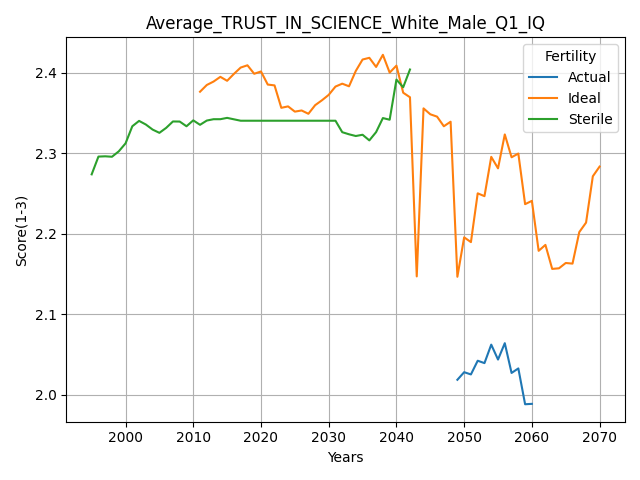 Average_TRUST_IN_SCIENCE_White_Male_Q1_IQ
Fertility
Actual
Ideal
Sterile
Score(1-3)
2.4
2.3
2.2
2.1
2.0
2000 2010 2020 2030 2040 2050 2060 2070
Years